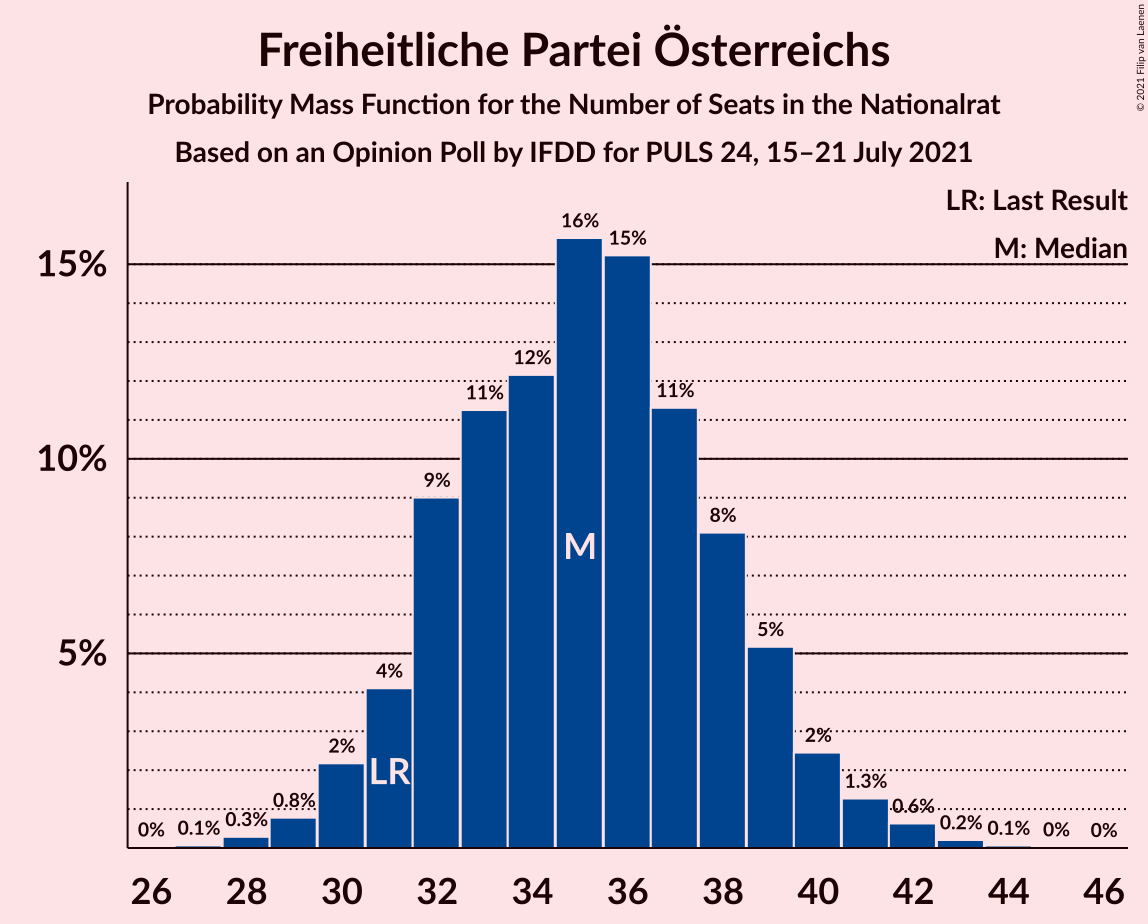 Freiheitliche Partei Österreichs
Probability Mass Function for the Number of Seats in the Nationalrat
Based on an Opinion Poll by IFDD for PULS 24, 15–21 July 2021
© 2021 Filip van Laenen
LR: Last Result
M: Median
15%
10%
5%
0%
0.1%
0.3%
0.8%
2%
4%
9%
11%
12%
16%
15%
11%
8%
5%
2%
1.3%
0.6%
0.2%
0.1%
0%
0%
LR
M
26 28 30 32 34 36 38 40 42 44 46